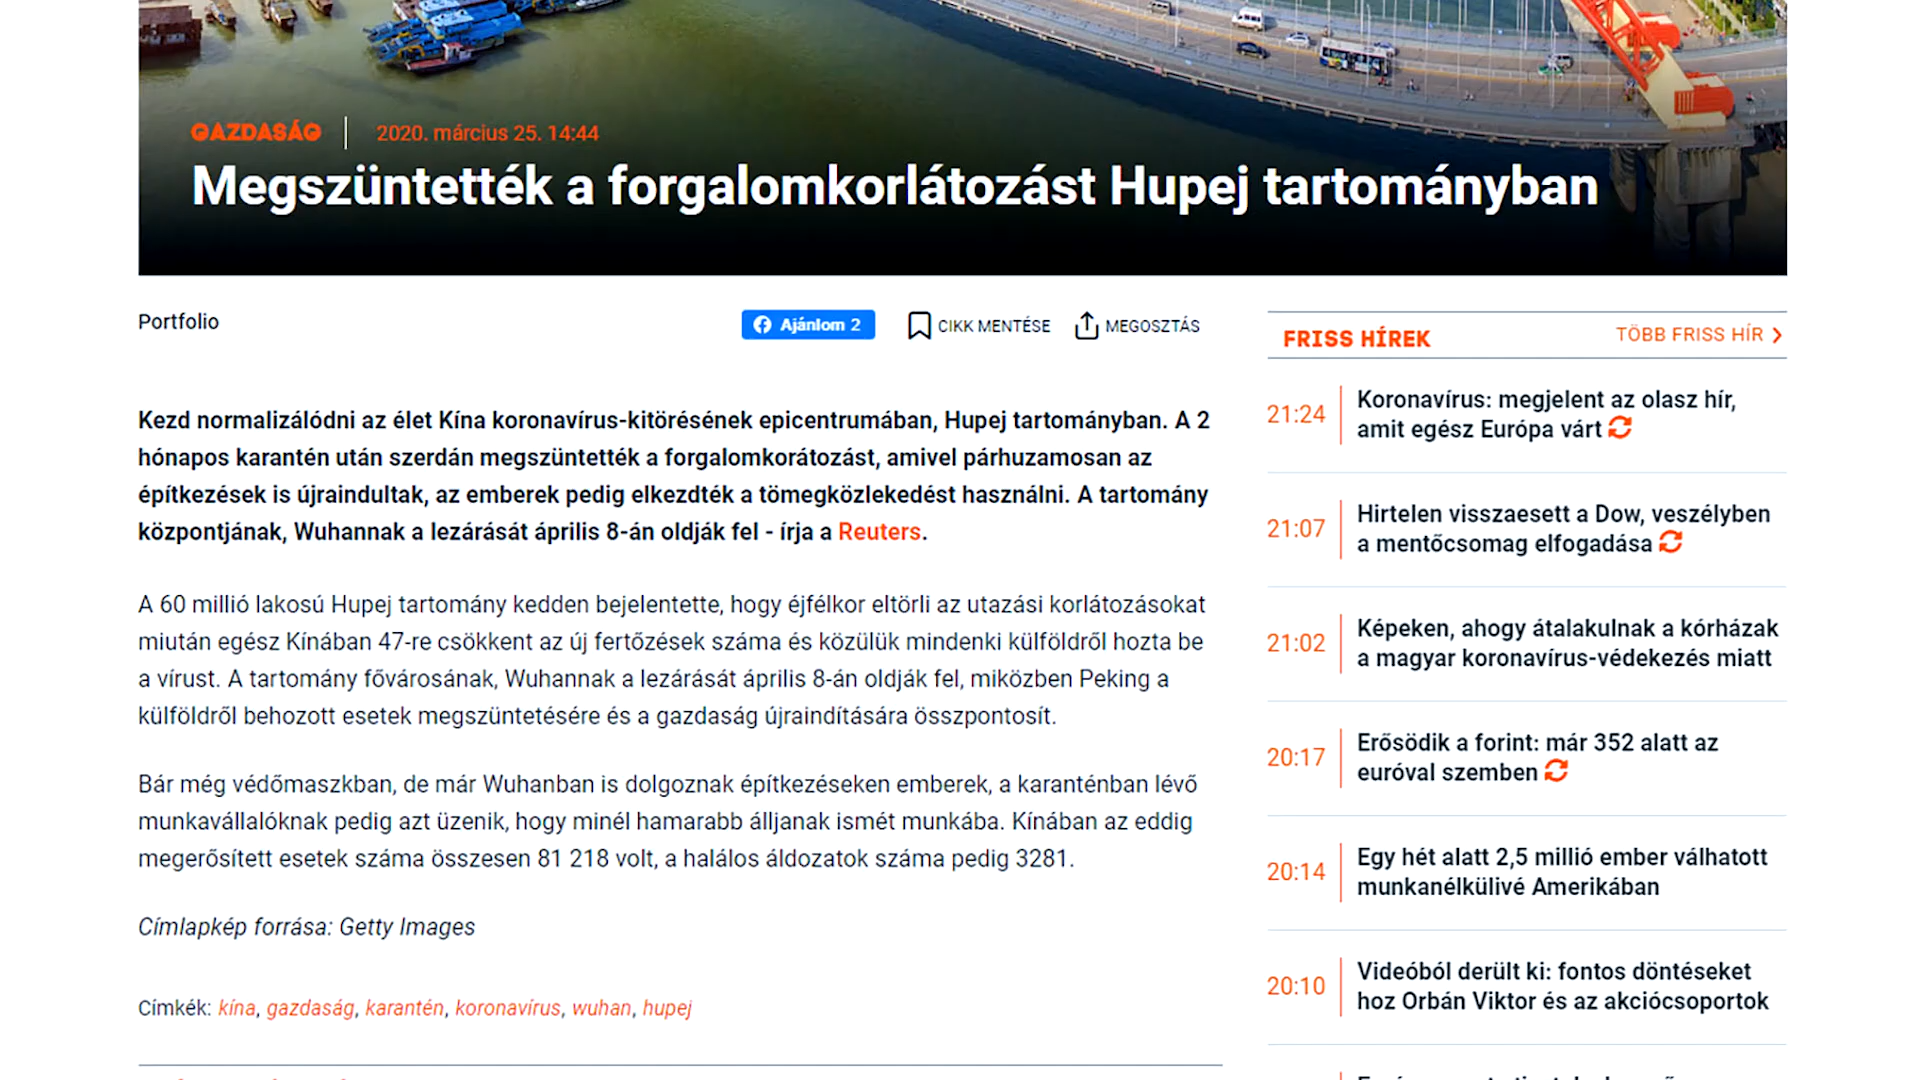 GAZDASÁG
2020. március 25. 14:44
Megszüntették a forgalomkorlátozást Hupej tartományban
Portfolio
Ajánlom 2
CIKK MENTÉSE
MEGOSZTÁS
Kezd normalizálódni az élet Kína koronavírus-kitörésének epicentrumában, Hupej tartományban. A 2
hónapos karantén után szerdán megszüntették a forgalomkorátozást, amivel párhuzamosan az
építkezések is újraindultak, az emberek pedig elkezdték a tömegközlekedést használni. A tartomány
központjának, Wuhannak a lezárását április 8-án oldják fel - írja a Reuters.
A 60 millió lakosú Hupej tartomány kedden bejelentette, hogy éjfélkor eltörli az utazási korlátozásokat
miután egész Kínában 47-re csökkent az új fertőzések száma és közülük mindenki külföldről hozta be
a vírust. A tartomány fővárosának, Wuhannak a lezárását április 8-án oldják fel, miközben Peking a
külföldről behozott esetek megszüntetésére és a gazdaság újraindítására összpontosít.
Bár még védőmaszkban, de már Wuhanban is dolgoznak építkezéseken emberek, a karanténban lévő
munkavállalóknak pedig azt üzenik, hogy minél hamarabb álljanak ismét munkába. Kínában az eddig
megerősített esetek száma összesen 81 218 volt, a halálos áldozatok száma pedig 3281.
Címlapkép forrása: Getty Images
Címkék: kína, gazdaság, karantén, koronavírus, wuhan, hupej
FRISS HÍREK
TÖBB FRISS HÍR
21:24
Koronavírus: megjelent az olasz hír,
amit egész Európa várt
21:07
Hirtelen visszaesett a Dow, veszélyben
a mentőcsomag elfogadása
21:02
Képeken, ahogy átalakulnak a kórházak
a magyar koronavírus-védekezés miatt
20:17
Erősödik a forint: már 352 alatt az
euróval szemben
20:14
Egy hét alatt 2,5 millió ember válhatott
munkanélkülivé Amerikában
20:10
Videóból derült ki: fontos döntéseket
hoz Orbán Viktor és az akciócsoportok